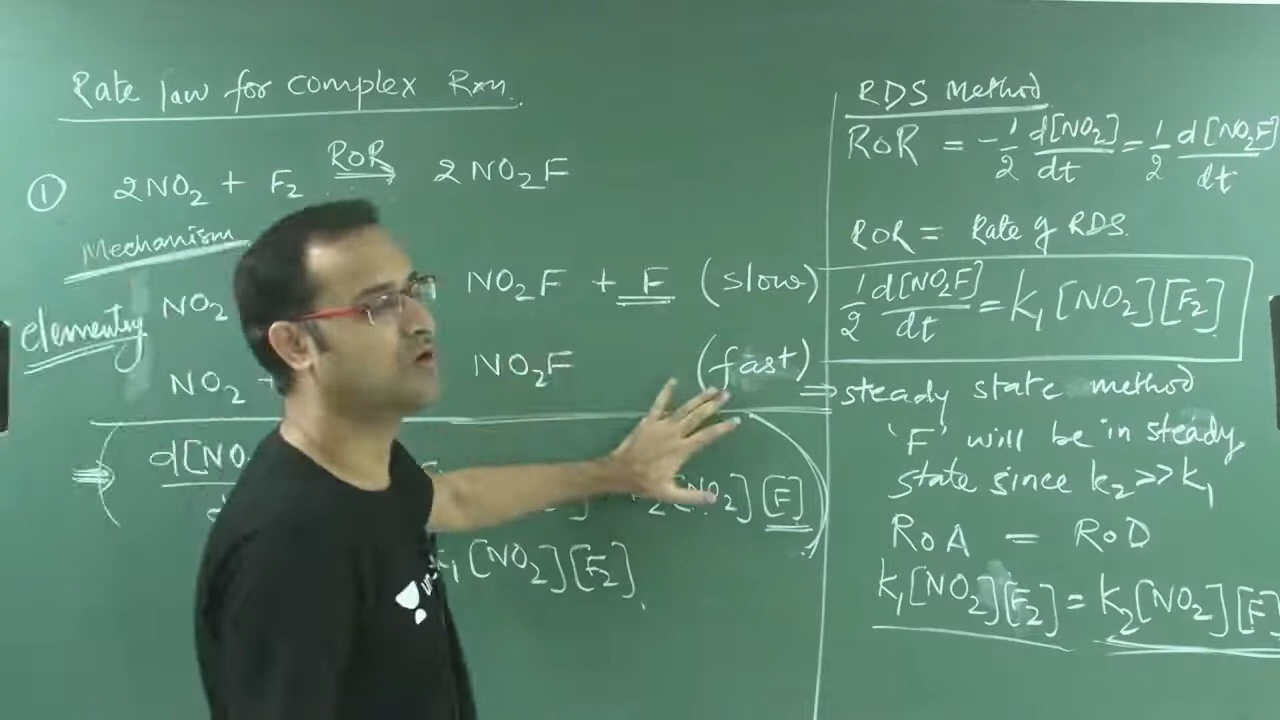 Rate law for complex Rxn.
① 2NO₂ + F₂ RoR→ 2NO₂F
Mechanism
elementry
NO₂ NO₂F + F (slow)
NO₂ + NO₂F (fast)
⇒ d[NO ] k₂[NO₂][F]
k₁[NO₂][F₂]
RDS Method
RoR = -1/2 d[NO₂]/dt = 1/2 d[NO₂F]/dt
ROR = Rate of RDS.
1/2 d[NO₂F]/dt = k₁[NO₂][F₂]
⇒ steady state method
'F' will be in steady
state since k₂ >> k₁
RoA = RoD
k₁[NO₂][F₂] = k₂[NO₂][F]